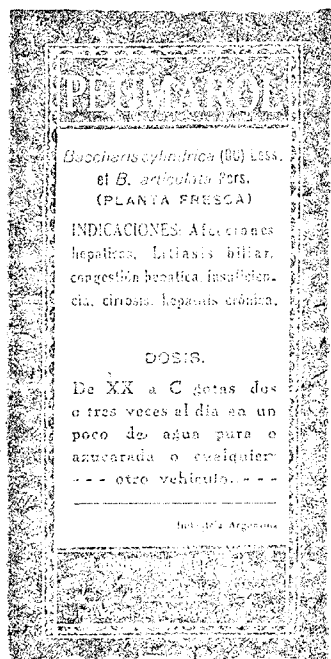 PEUMAROL
Baccharis cylindrica (DU) Less.
et B. articulata Pers.
(PLANTA FRESCA)
INDICACIONES: Afecciones
hepaticas, Litiasis biliar,
congestión hepatica, insuficien-
cia, cirrosis, hepatitis crónica.
DOSIS.
De XX a C gotas dos
o tres veces al dia en un
poco de agua pura o
azucarada o cualquier
- - - otro vehiculo. - - -
Industria Argentina